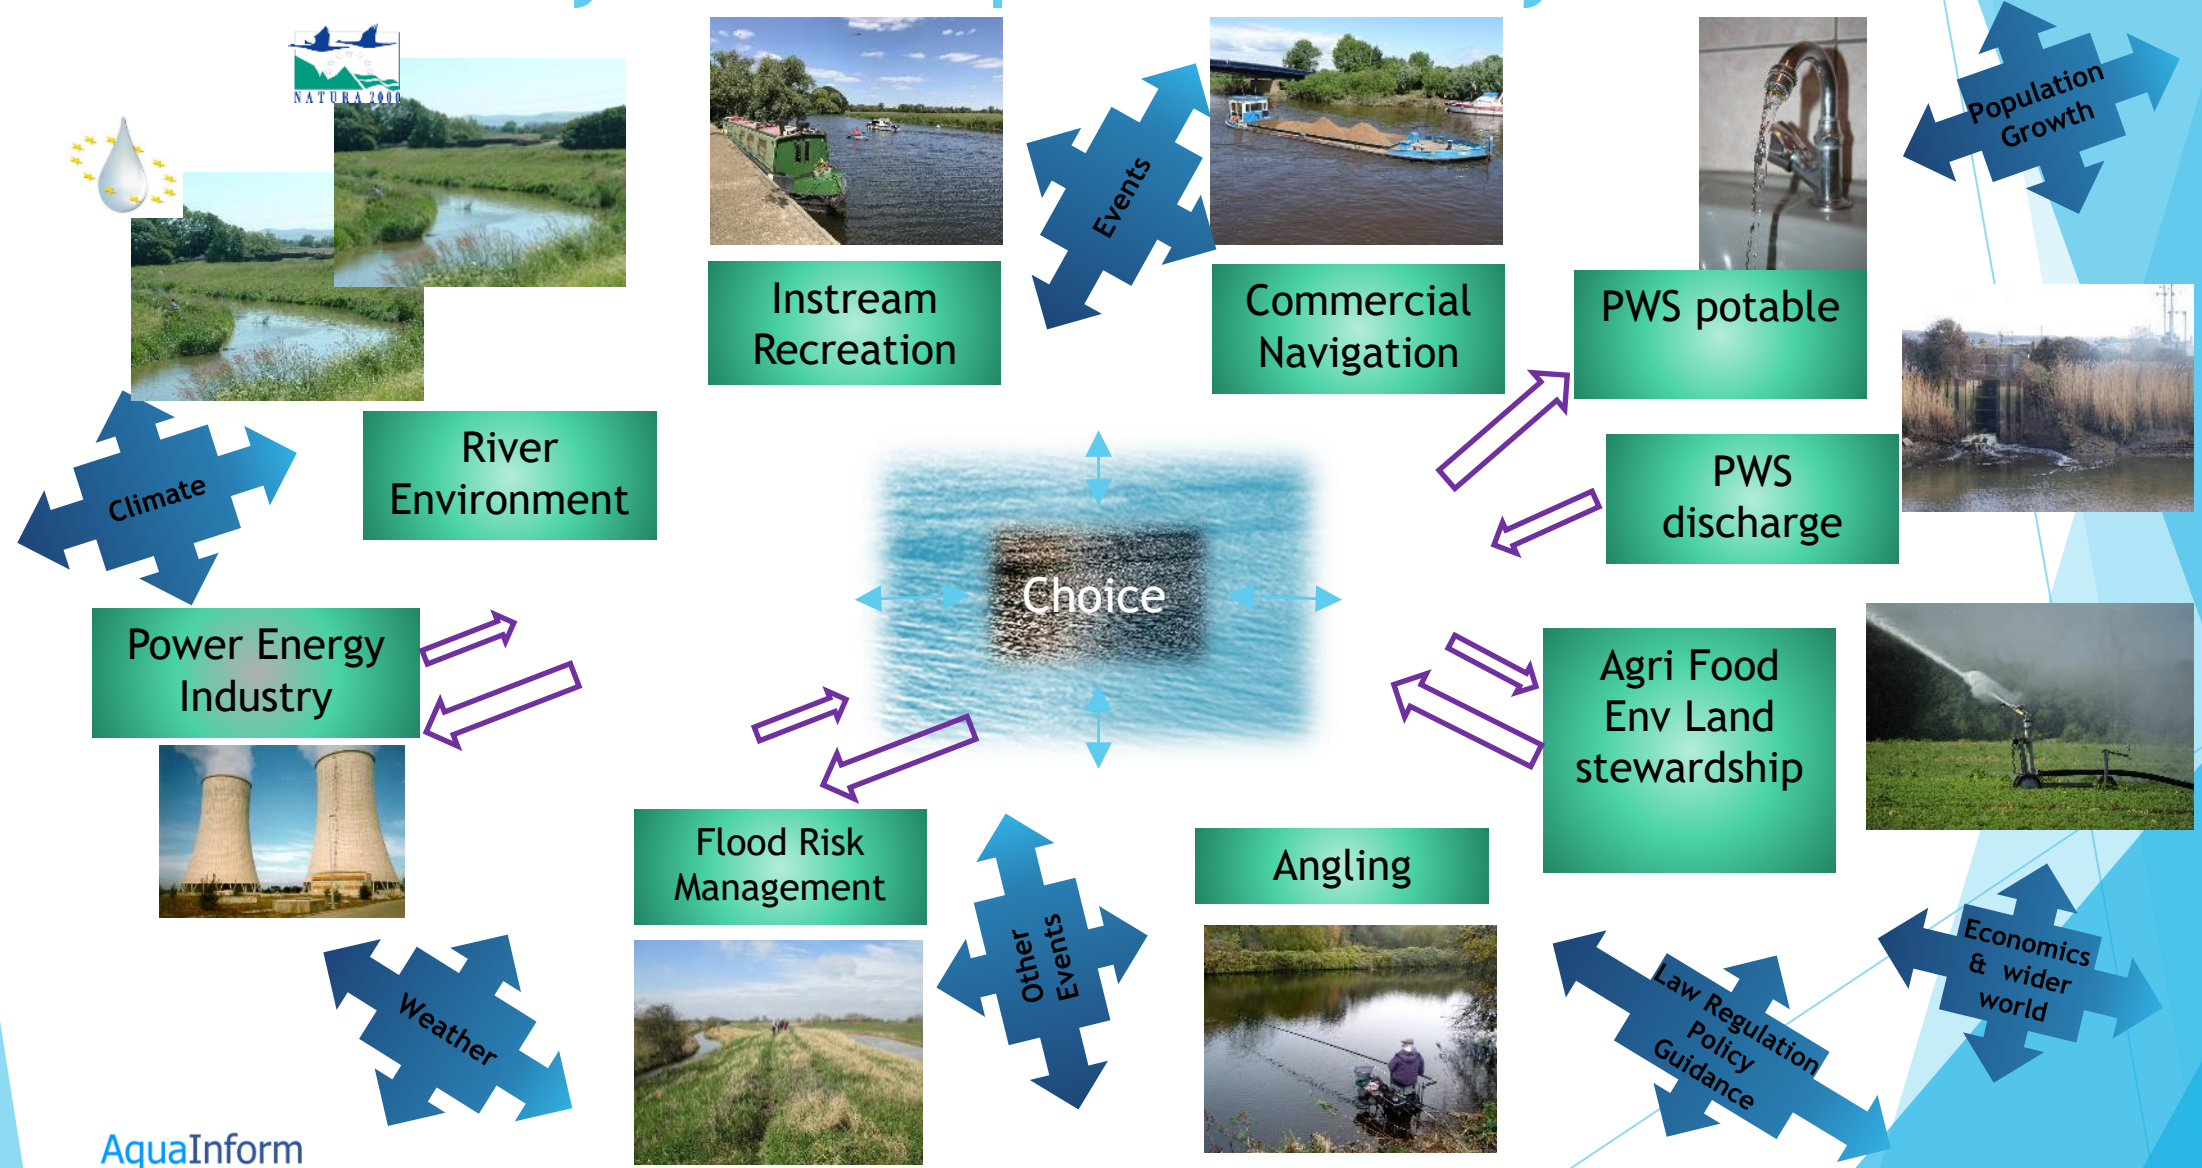 NATURA 2000
Instream
Recreation
Events
Commercial
Navigation
PWS potable
Population
Growth
River
Environment
Climate
PWS
discharge
Choice
Power Energy
Industry
Agri Food
Env Land
stewardship
Flood Risk
Management
Other
Events
Angling
Weather
Law Regulation
Policy
Guidance
Economics
& wider
world
AquaInform